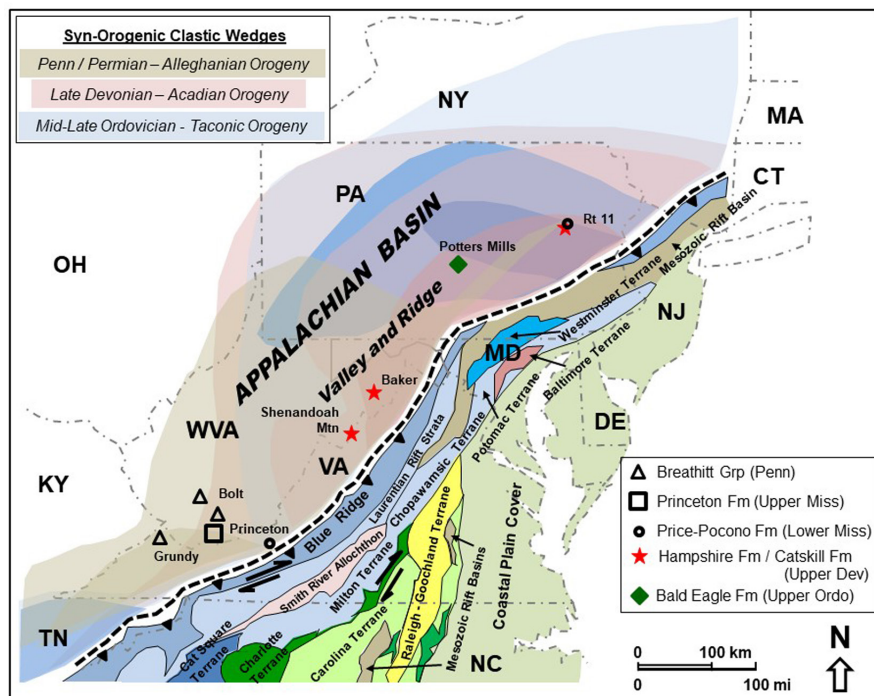 Syn-Orogenic Clastic Wedges
Penn / Permian – Alleghanian Orogeny
Late Devonian – Acadian Orogeny
Mid-Late Ordovician - Taconic Orogeny
NY
MA
CT
PA
Rt 11
Mesozoic Rift Basin
OH
APPALACHIAN BASIN
Potters Mills
Valley and Ridge
Westminster Terrane
NJ
MD
Baltimore Terrane
Baker
Shenandoah
Mtn
Potomac Terrane
DE
WVA
VA
Laurentian Rift Strata
Chopawamsic Terrane
KY
Bolt
Blue Ridge
Princeton
Grundy
Smith River Allochthon
Milton Terrane
Raleigh - Goochland Terrane
Coastal Plain Cover
Mesozoic Rift Basins
TN
Cat Square
Terrane
Charlotte
Terrane
Carolina Terrane
NC
Breathitt Grp (Penn)
Princeton Fm (Upper Miss)
Price-Pocono Fm (Lower Miss)
Hampshire Fm / Catskill Fm
(Upper Dev)
Bald Eagle Fm (Upper Ordo)
0 100 km
0 100 mi
N